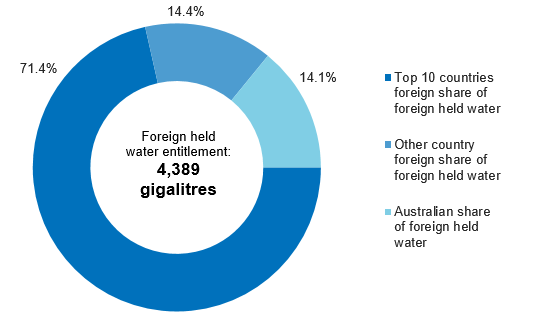 14.4%
71.4%
14.1%
Foreign held
water entitlement:
4,389
gigalitres
Top 10 countries
foreign share of
foreign held water
Other country
foreign share of
foreign held water
Australian share
of foreign held
water